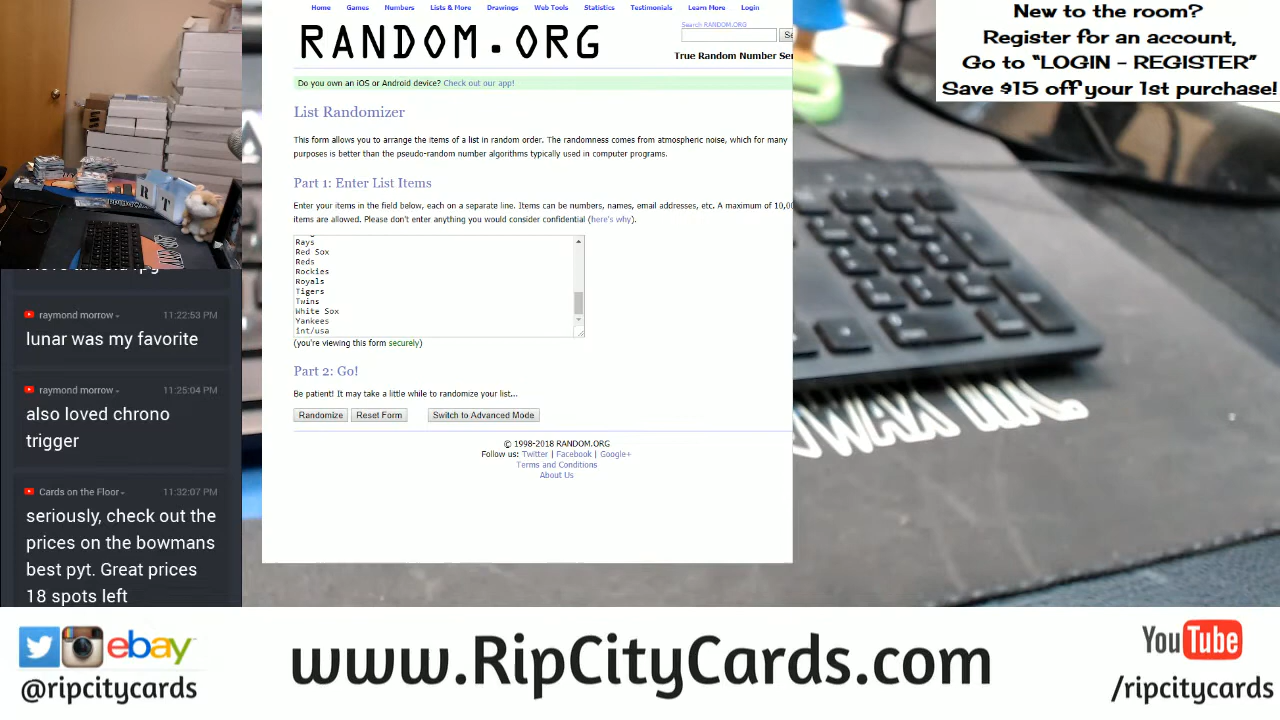 Home Games Numbers Lists & More Drawings Web Tools Statistics Testimonials Learn More Login
RANDOM.ORG
Search RANDOM.ORG
True Random Number Ser
Do you own an iOS or Android device? Check out our app!
List Randomizer
This form allows you to arrange the items of a list in random order. The randomness comes from atmospheric noise, which for many
purposes is better than the pseudo-random number algorithms typically used in computer programs.
Part 1: Enter List Items
Enter your items in the field below, each on a separate line. Items can be numbers, names, email addresses, etc. A maximum of 10,00
items are allowed. Please don't enter anything you would consider confidential (here's why).
Rays
Red Sox
Reds
Rockies
Royals
Tigers
Twins
White Sox
Yankees
int/usa
(you're viewing this form securely)
Part 2: Go!
Be patient! It may take a little while to randomize your list...
Randomize Reset Form Switch to Advanced Mode
© 1998-2018 RANDOM.ORG
Follow us: Twitter | Facebook | Google+
Terms and Conditions
About Us
New to the room?
Register for an account,
Go to "LOGIN - REGISTER"
Save $15 off your 1st purchase!
raymond morrow 11:22:53 PM
lunar was my favorite
raymond morrow 11:25:04 PM
also loved chrono
trigger
Cards on the Floor 11:32:07 PM
seriously, check out the
prices on the bowmans
best pyt. Great prices
18 spots left
ebay
@ripcitycards
www.RipCityCards.com
YouTube
/ripcitycards